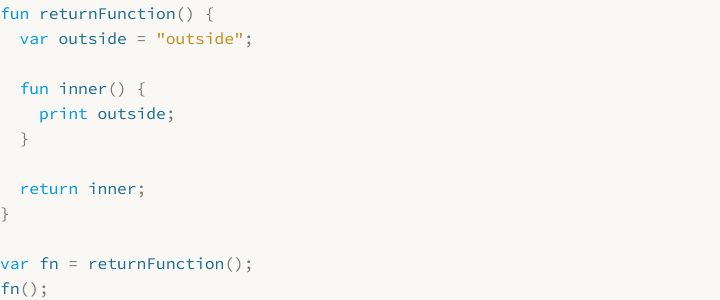 fun returnFunction() {
  var outside = "outside";

  fun inner() {
    print outside;
  }

  return inner;
}

var fn = returnFunction();
fn();